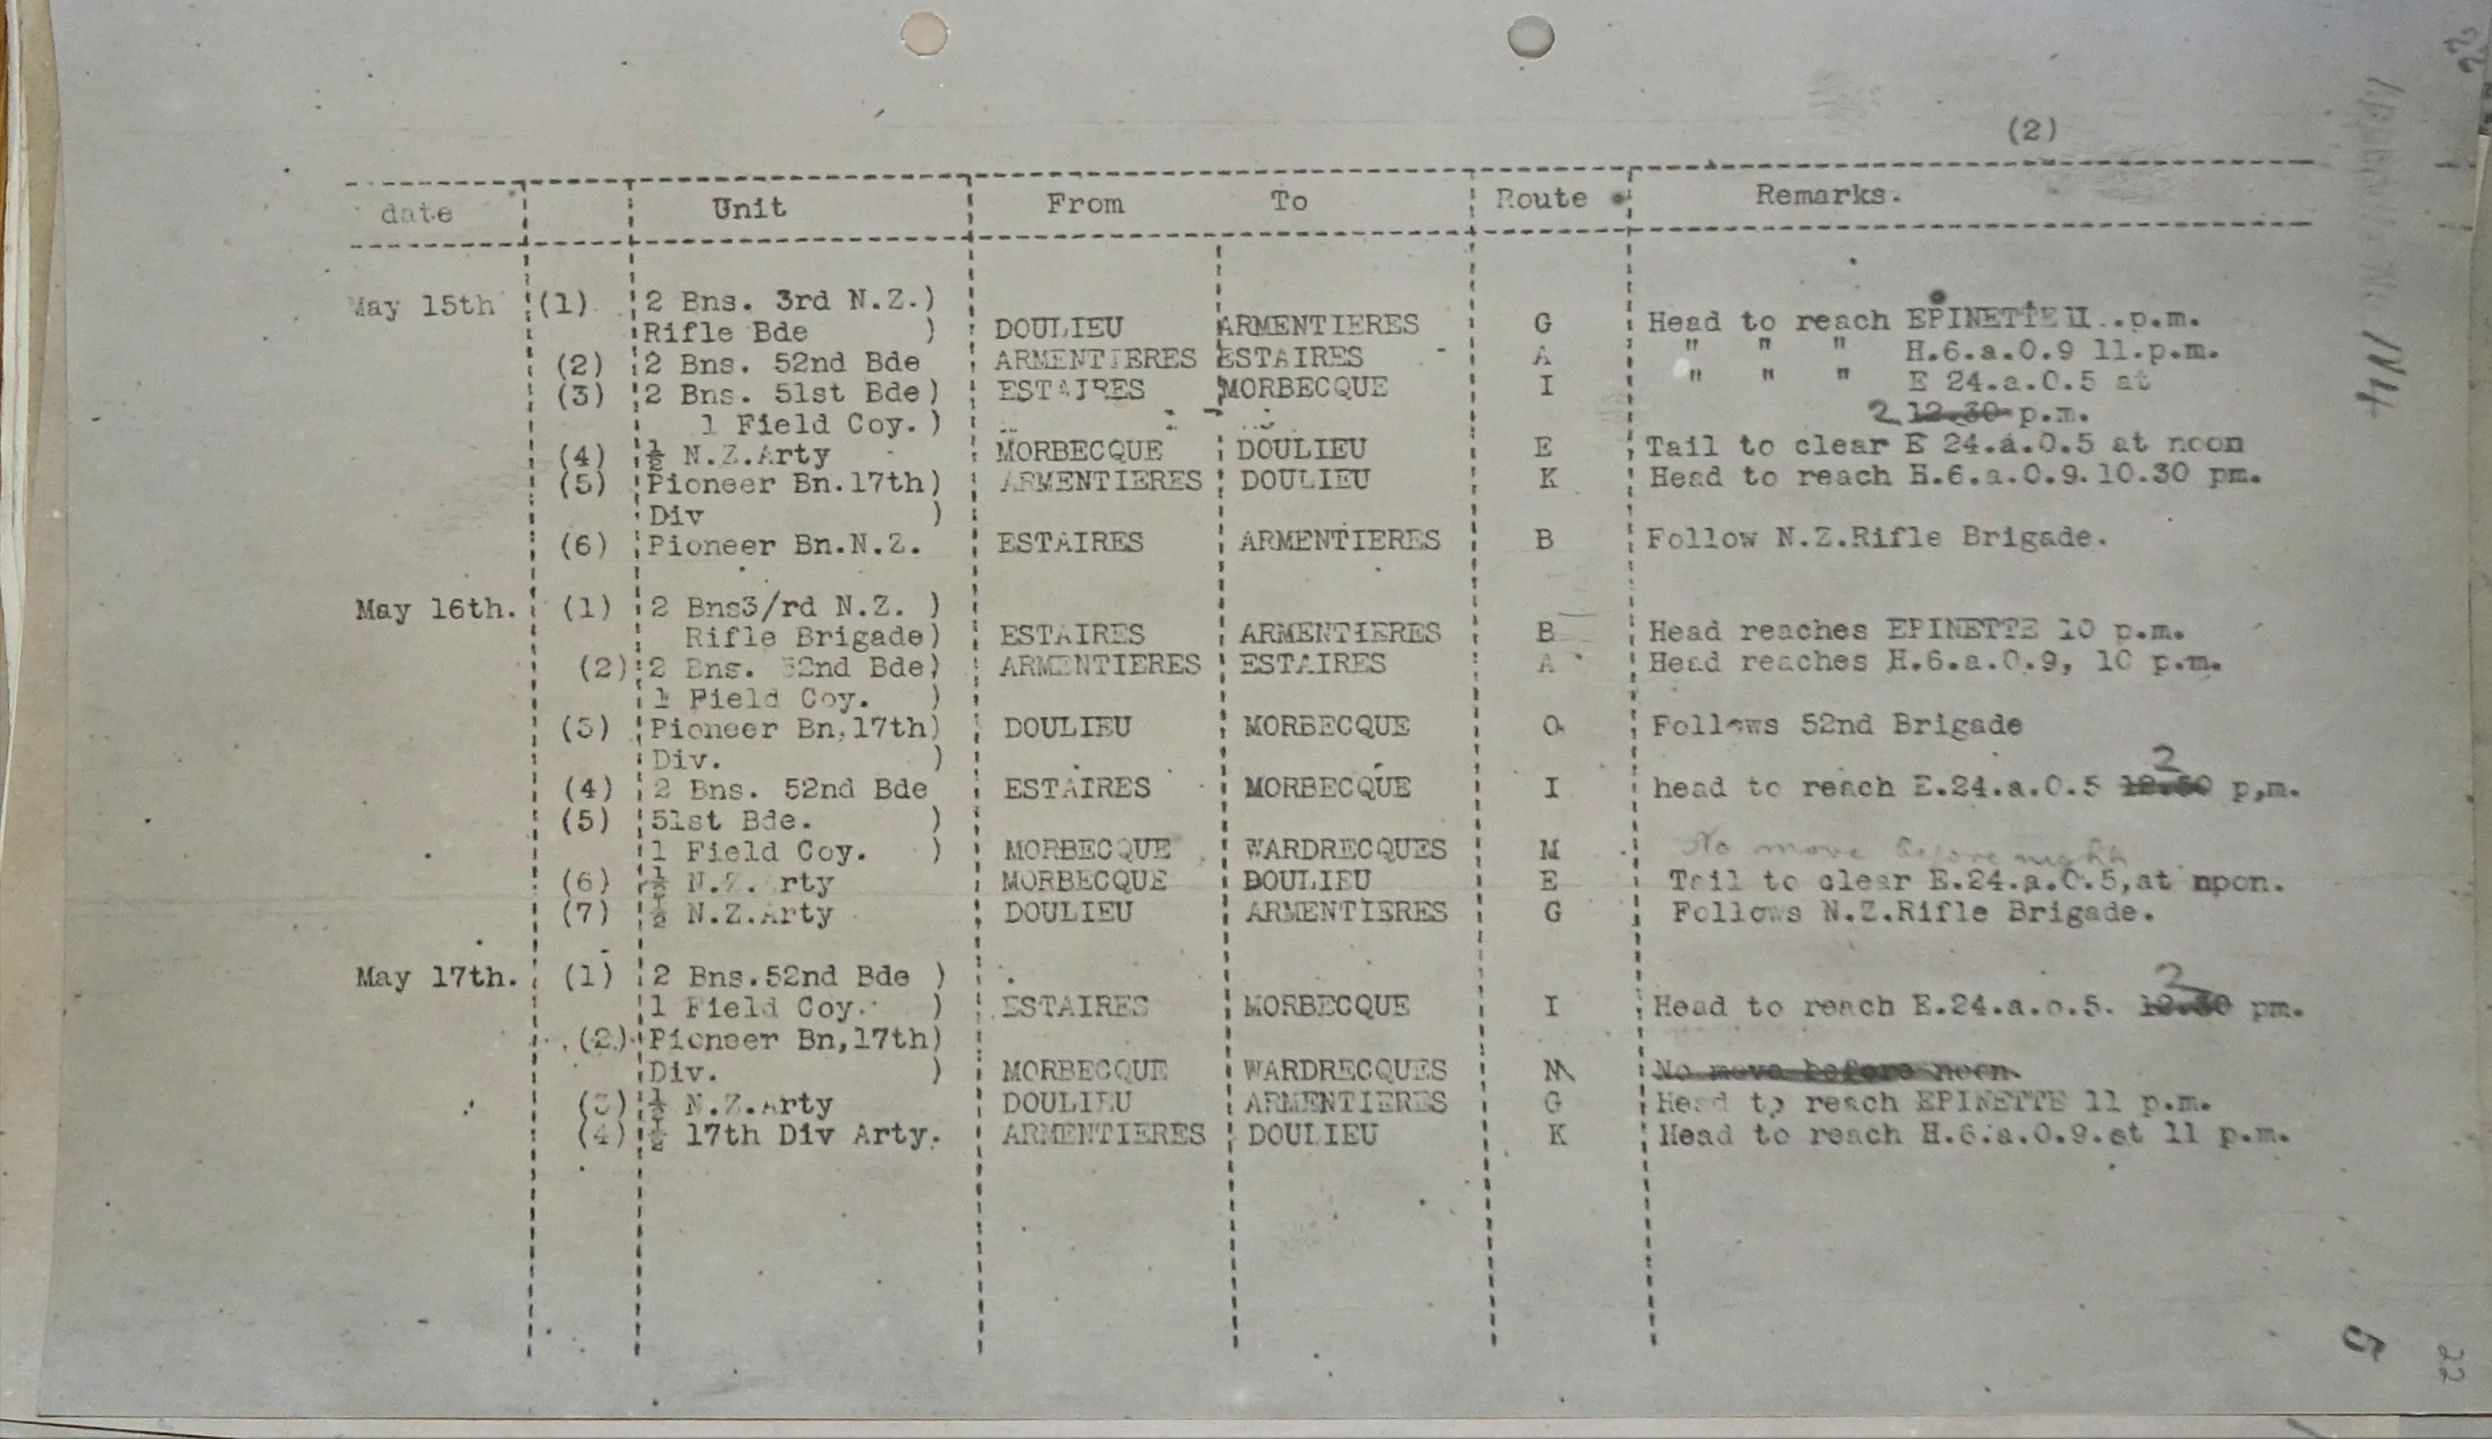 (2)
date Unit From To Route Remarks.
May 15th (1) 2 Bns. 3rd N.Z.)
Rifle Bde ) DOULIEU ARMENTIERES G Head to reach EPINETTE 11 .p.m.
(2) 2 Bns. 52nd Bde ARMENTIERES ESTAIRES - A " " " H.6.a.0.9 11.p.m.
(3) 2 Bns. 51st Bde) ESTAIRES MORBECQUE I " " " E 24.a.0.5 at
1 Field Coy. ) 2 12.30 p.m.
(4) ½ N.Z.Arty MORBECQUE DOULIEU E Tail to clear E 24.a.0.5 at noon
(5) Pioneer Bn.17th) ARMENTIERES DOULIEU K Head to reach H.6.a.0.9.10.30 pm.
Div )
(6) Pioneer Bn.N.Z. ESTAIRES ARMENTIERES B Follow N.Z.Rifle Brigade.
May 16th. (1) 2 Bns3/rd N.Z. )
Rifle Brigade) ESTAIRES ARMENTIERES B Head reaches EPINETTE 10 p.m.
(2) 2 Bns. 52nd Bde) ARMENTIERES ESTAIRES A Head reaches H.6.a.0.9, 10 p.m.
1 Field Coy. )
(3) Pioneer Bn,17th) DOULIEU MORBECQUE Follows 52nd Brigade
Div. ) 2
(4) 2 Bns. 52nd Bde ESTAIRES MORBECQUE I head to reach E.24.a.0.5 12.30 p,m.
(5) 51st Bde. )
1 Field Coy. ) MORBECQUE WARDRECQUES M No move before night
(6) ½ N.Z.Arty MORBECQUE DOULIEU E Tail to clear E.24.a.0.5,at noon.
(7) ½ N.Z.Arty DOULIEU ARMENTIERES G Follows N.Z.Rifle Brigade.
May 17th. (1) 2 Bns.52nd Bde ) 2
1 Field Coy. ) ESTAIRES MORBECQUE I Head to reach E.24.a.o.5. 12.30 pm.
(2) Pioneer Bn,17th)
Div. ) MORBECQUE WARDRECQUES M No move before noon.
(3) ½ N.Z.Arty DOULIEU ARMENTIERES G Head to reach EPINETTE 11 p.m.
(4) ½ 17th Div Arty. ARMENTIERES DOULIEU K Head to reach H.6.a.0.9.at 11 p.m.
5
22